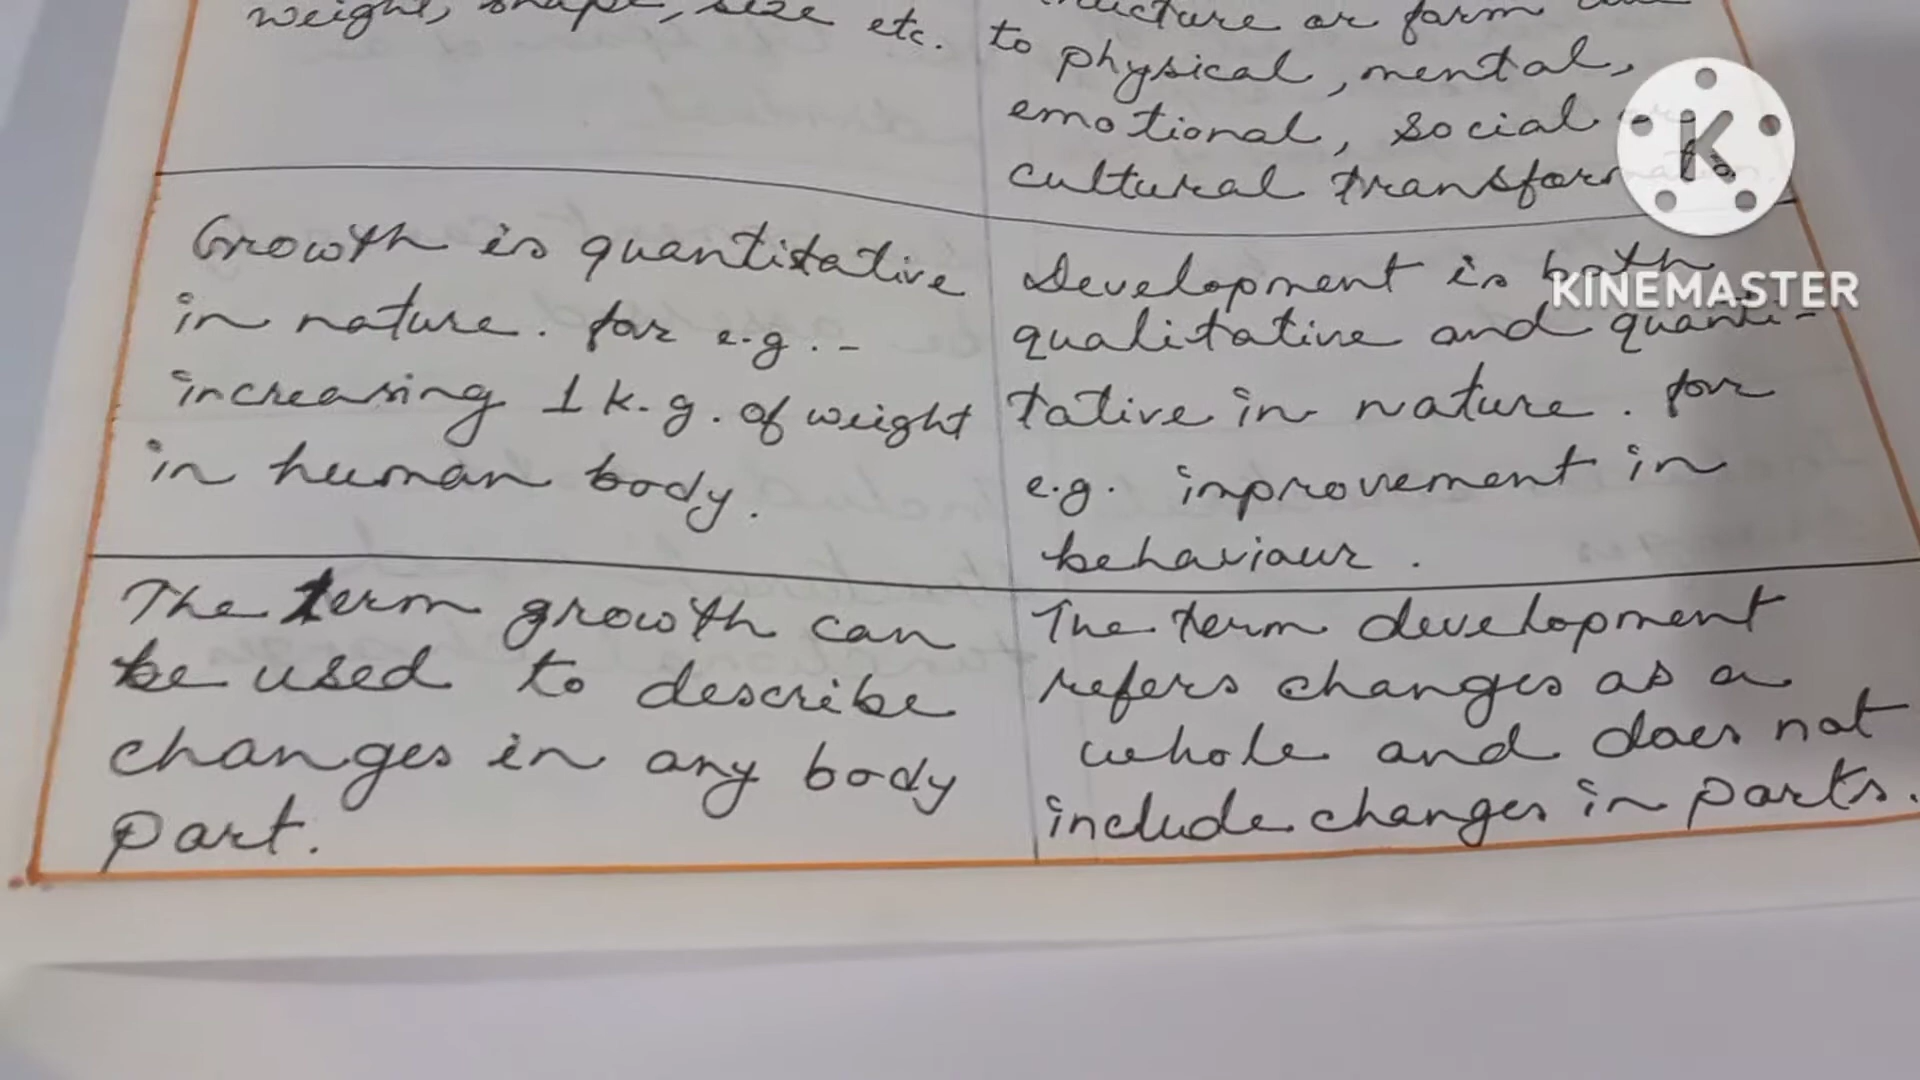 weight, shape, size etc.
structure or form
to physical, mental,
emotional, social
cultural
Growth is quantitative
in nature. for e.g. -
increasing 1 k.g. of weight
in human body.
Development is both
qualitative and quanti-
tative in nature. for
e.g. improvement in
behaviour.
The term growth can
be used to describe
changes in any body
part.
The term development
refers changes as a
whole and does not
include changes in parts.
K
KINEMASTER